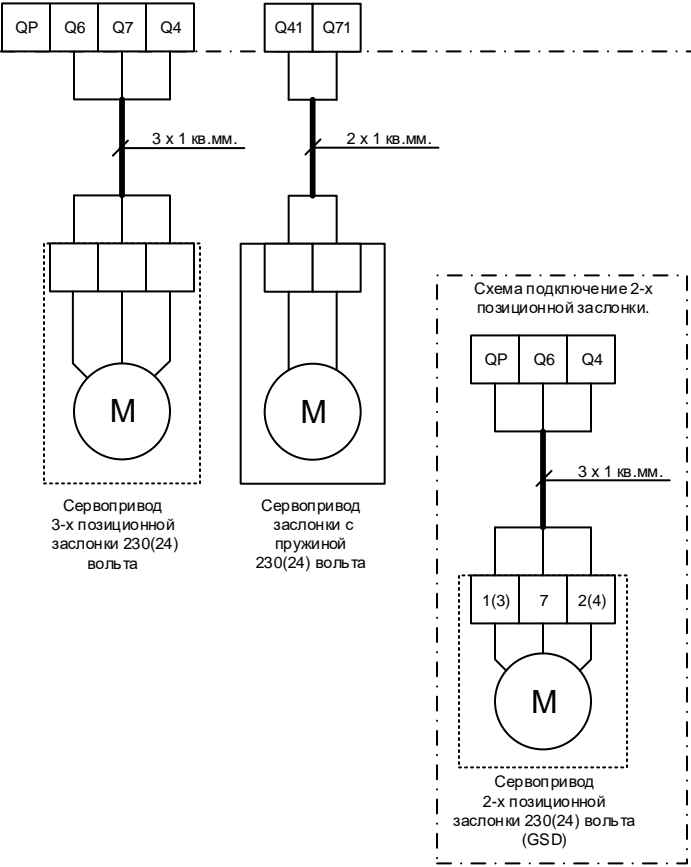 QP Q6 Q7 Q4
Q41 Q71
3 x 1 кв.мм.
2 x 1 кв.мм.
M
M
Сервопривод
3-х позиционной
заслонки 230(24)
вольта
Сервопривод
заслонки с
пружиной
230(24) вольта
Схема подключение 2-х
позиционной заслонки.
QP Q6 Q4
3 x 1 кв.мм.
1(3) 7 2(4)
M
Сервопривод
2-х позиционной
заслонки 230(24) вольта
(GSD)